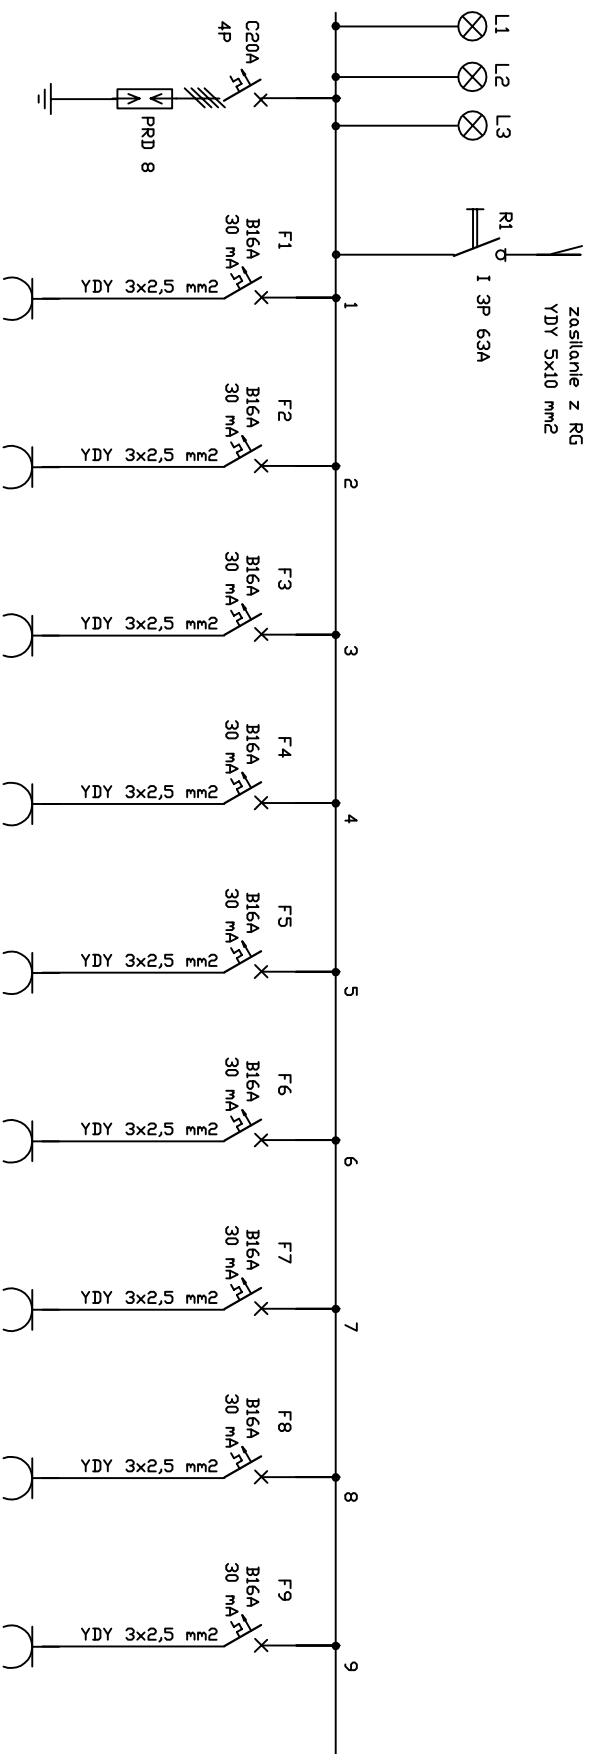 L1
L2
L3
R1
I 3P 63A
zasilanie z RG
YDY 5x10 mm2
C20A
4P
PRD 8
F1
B16A
30 mA
YDY 3x2,5 mm2
1
F2
B16A
30 mA
YDY 3x2,5 mm2
2
F3
B16A
30 mA
YDY 3x2,5 mm2
3
F4
B16A
30 mA
YDY 3x2,5 mm2
4
F5
B16A
30 mA
YDY 3x2,5 mm2
5
F6
B16A
30 mA
YDY 3x2,5 mm2
6
F7
B16A
30 mA
YDY 3x2,5 mm2
7
F8
B16A
30 mA
YDY 3x2,5 mm2
8
F9
B16A
30 mA
YDY 3x2,5 mm2
9